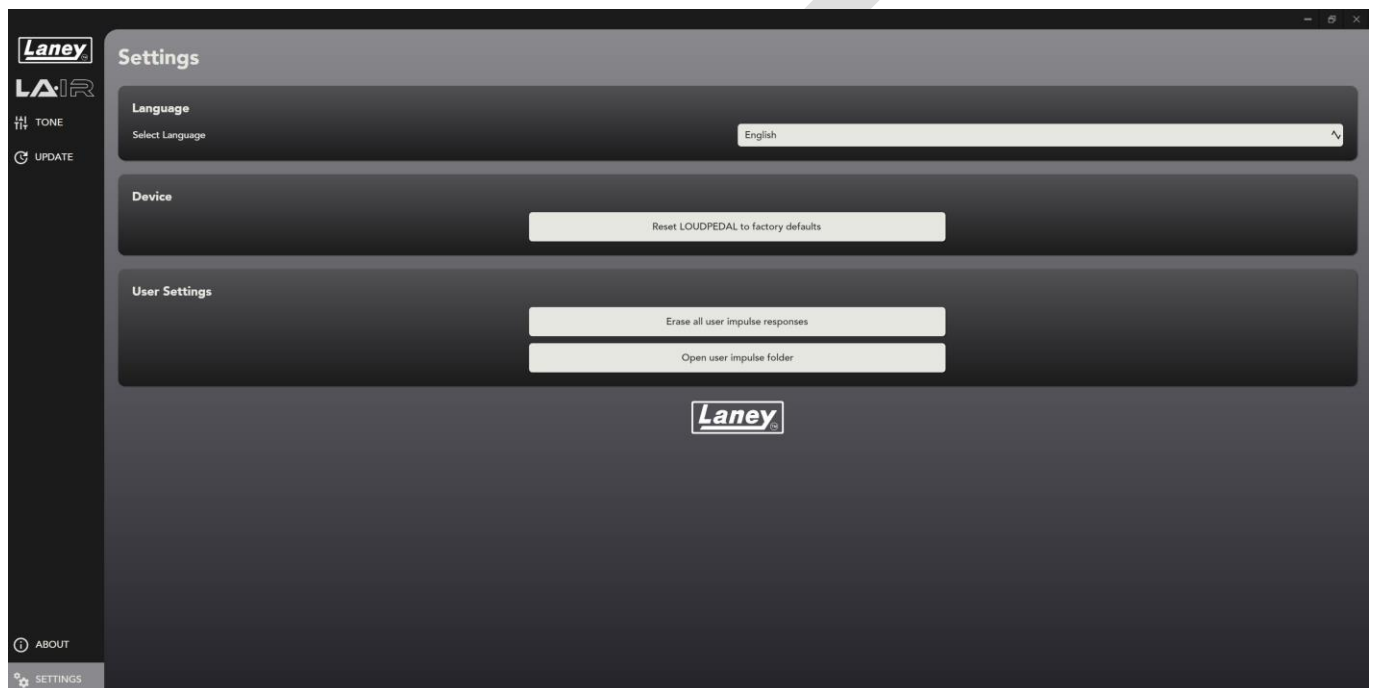 Laney
LA·IR
TONE
UPDATE
Settings
Language
Select Language
English
Device
Reset LOUDPEDAL to factory defaults
User Settings
Erase all user impulse responses
Open user impulse folder
Laney
ABOUT
SETTINGS